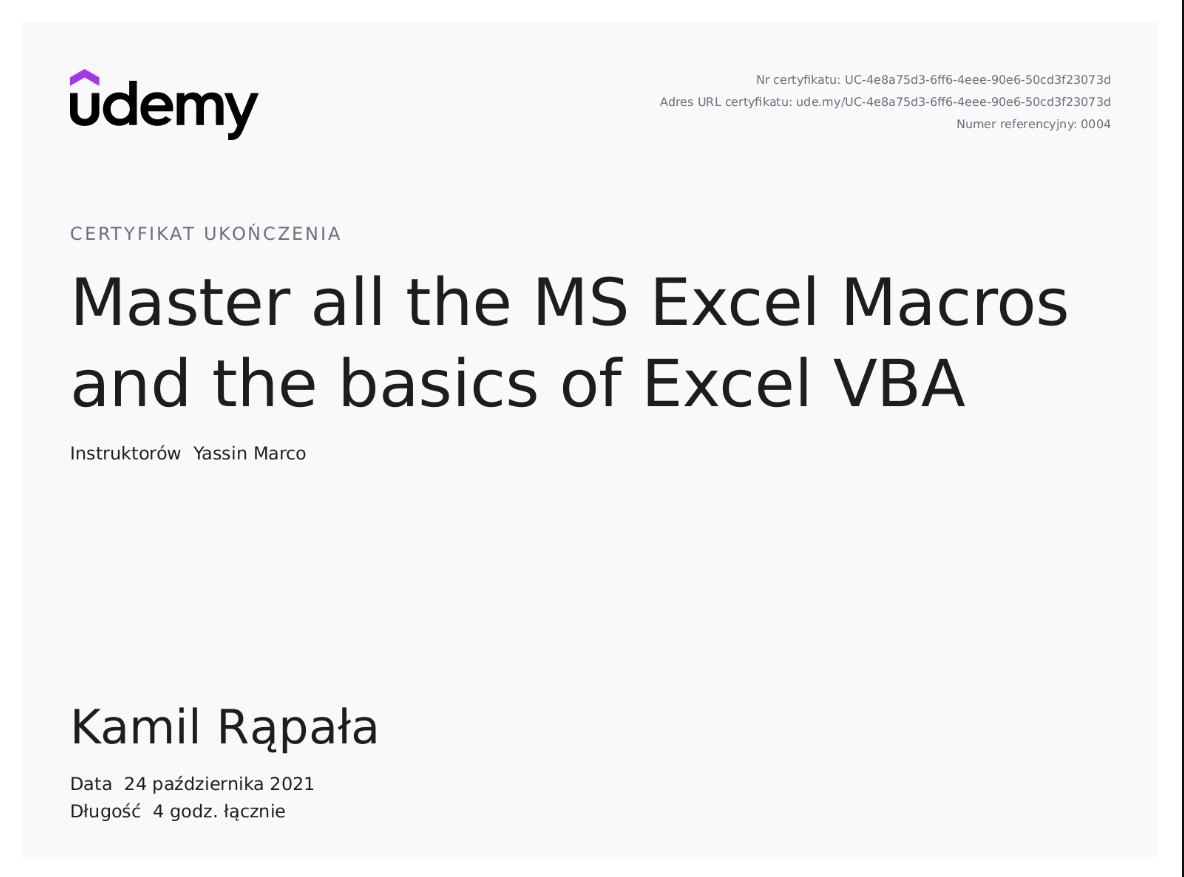 udemy
Nr certyfikatu: UC-4e8a75d3-6ff6-4eee-90e6-50cd3f23073d
Adres URL certyfikatu: ude.my/UC-4e8a75d3-6ff6-4eee-90e6-50cd3f23073d
Numer referencyjny: 0004
CERTYFIKAT UKOŃCZENIA
Master all the MS Excel Macros
and the basics of Excel VBA
Instruktorów Yassin Marco
Kamil Rąpała
Data 24 października 2021
Długość 4 godz. łącznie